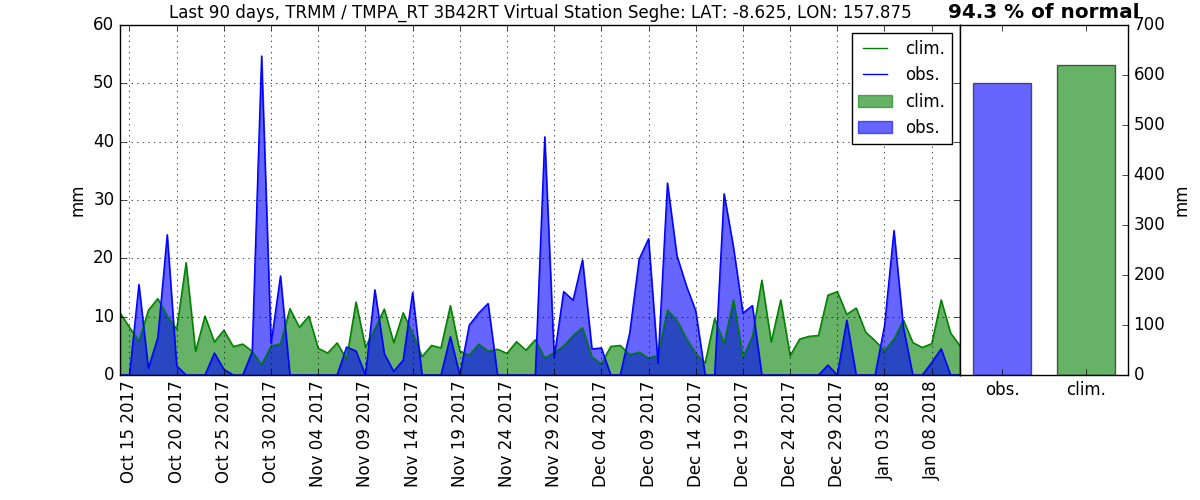 Last 90 days, TRMM / TMPA_RT 3B42RT Virtual Station Seghe: LAT: -8.625, LON: 157.875
94.3 % of normal
60
50
40
30
20
10
0
mm
clim.
obs.
clim.
obs.
700
600
500
400
300
200
100
0
mm
Oct 15 2017
Oct 20 2017
Oct 25 2017
Oct 30 2017
Nov 04 2017
Nov 09 2017
Nov 14 2017
Nov 19 2017
Nov 24 2017
Nov 29 2017
Dec 04 2017
Dec 09 2017
Dec 14 2017
Dec 19 2017
Dec 24 2017
Dec 29 2017
Jan 03 2018
Jan 08 2018
obs.
clim.